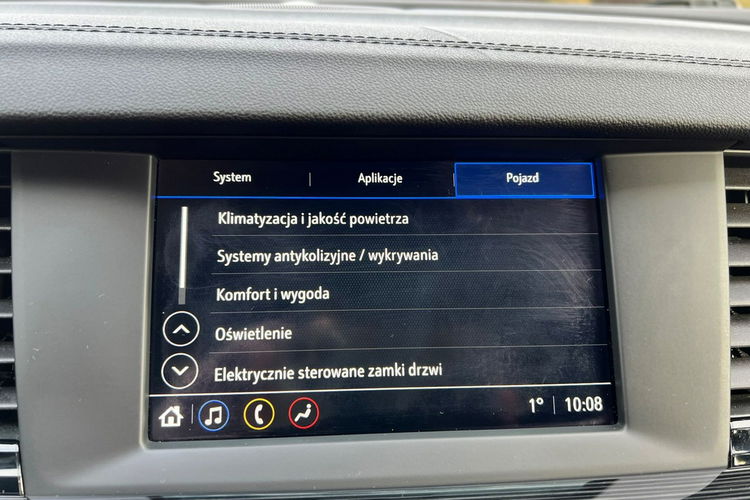 System
Aplikacje
Pojazd
Klimatyzacja i jakość powietrza
Systemy antykolizyjne / wykrywania
Komfort i wygoda
Oświetlenie
Elektrycznie sterowane zamki drzwi
1° 10:08